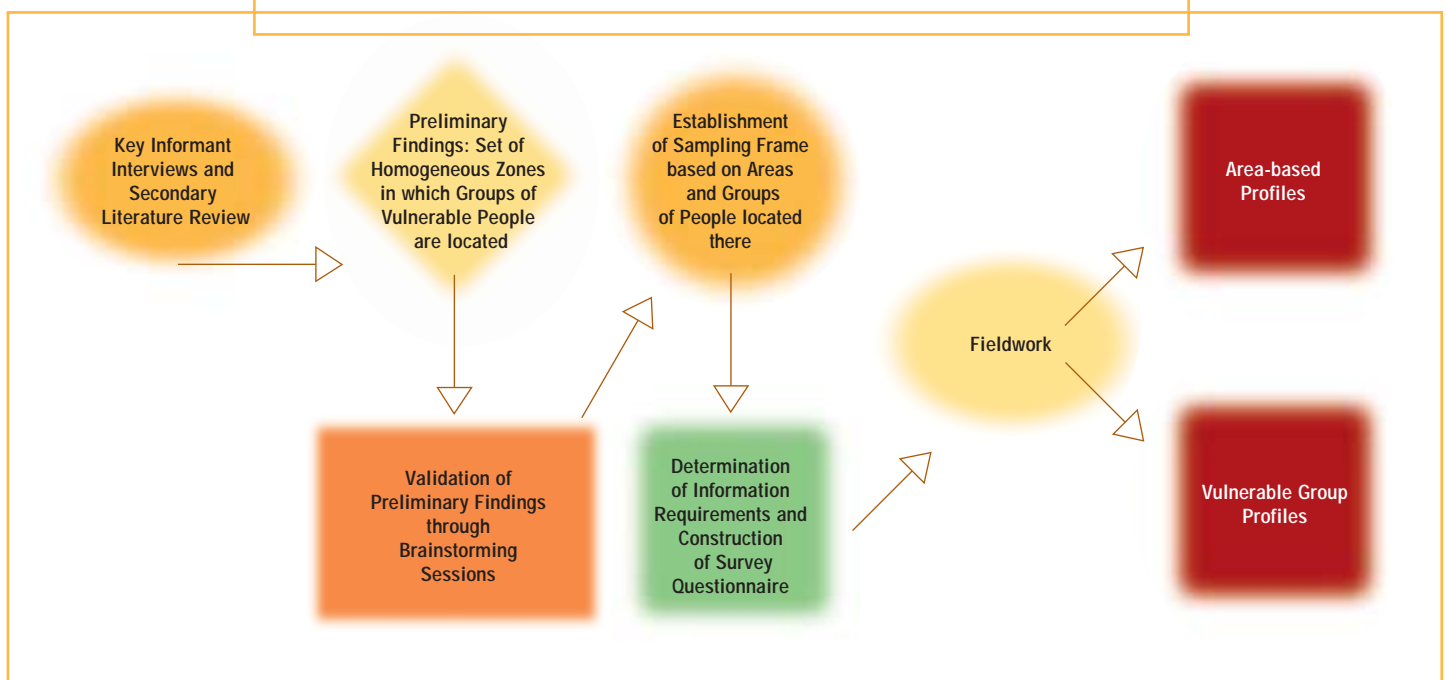 Key Informant
Interviews and
Secondary
Literature Review
Preliminary
Findings: Set of
Homogeneous Zones
in which Groups of
Vulnerable People
are located
Validation of
Preliminary Findings
through
Brainstorming
Sessions
Establishment
of Sampling Frame
based on Areas
and Groups
of People located
there
Determination
of Information
Requirements and
Construction
of Survey
Questionnaire
Fieldwork
Area-based
Profiles
Vulnerable Group
Profiles